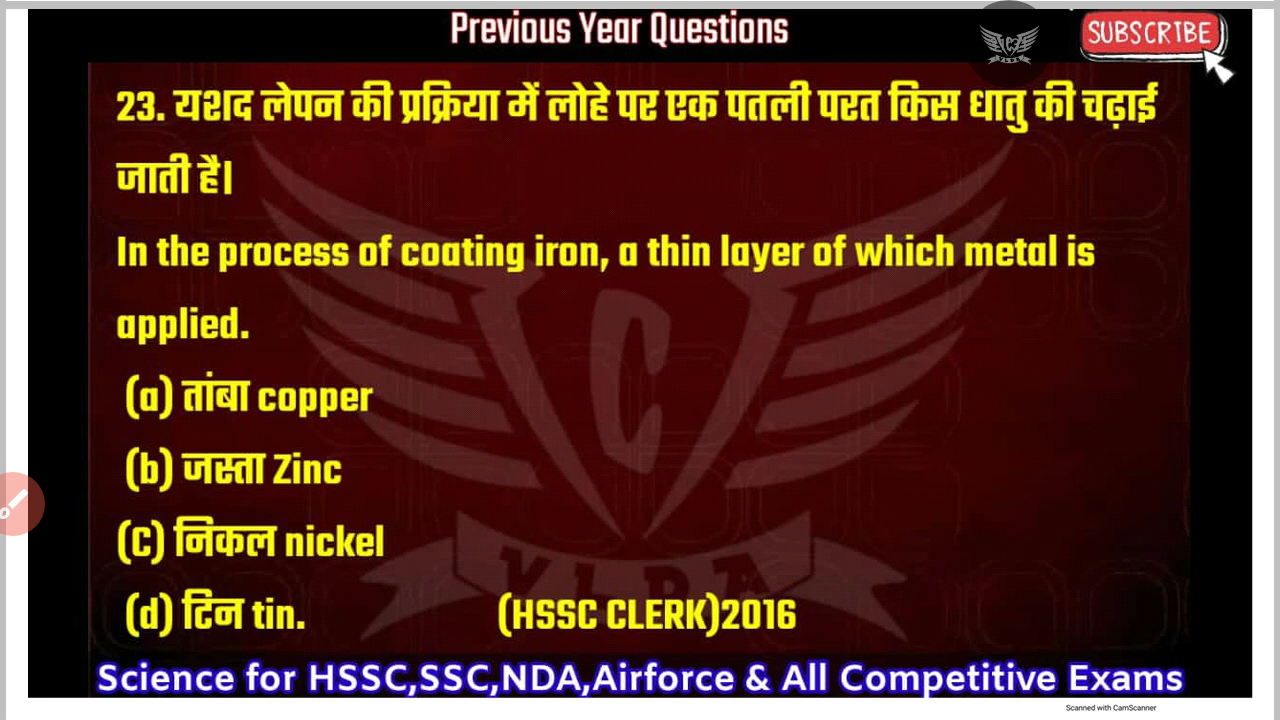 Previous Year Questions
SUBSCRIBE
23. यशद लेपन की प्रक्रिया में लोहे पर एक पतली परत किस धातु की चढ़ाई
जाती है।
In the process of coating iron, a thin layer of which metal is
applied.
(a) तांबा copper
(b) जस्ता Zinc
(C) निकल nickel
(d) टिन tin. (HSSC CLERK)2016
VLDA
Science for HSSC,SSC,NDA,Airforce & All Competitive Exams
Scanned with CamScanner